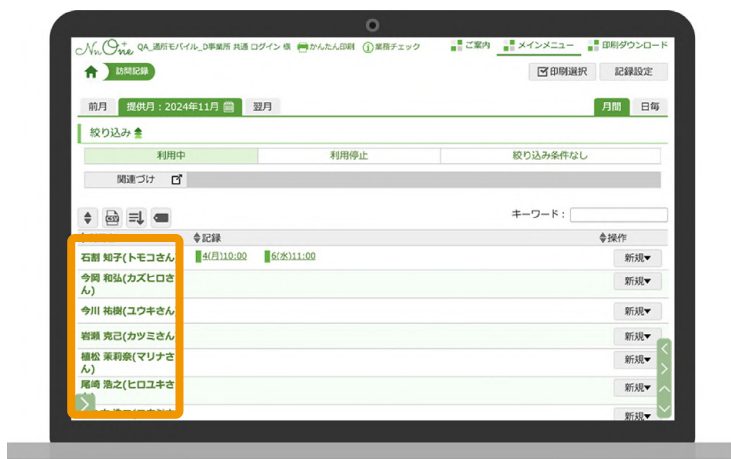 NnOne QA_通所モバイル_D事業所 共通 ログイン 様 かんたん印刷 業務チェック ご案内 メインメニュー 印刷ダウンロード
訪問記録 印刷選択 記録設定
前月 提供月:2024年11月 翌月 月間 日毎
絞り込み
利用中 利用停止 絞り込み条件なし
関連づけ
CSV キーワード:
記録 操作
石割 知子(トモコさん 4(月)10:00 6(水)11:00 新規▼
今岡 和弘(カズヒロさ
ん) 新規▼
今川 祐樹(ユウキさん 新規▼
岩瀬 克己(カツミさん 新規▼
植松 茉莉奈(マリナさ
ん) 新規▼
尾崎 浩之(ヒロユキさ 新規▼
新規▼